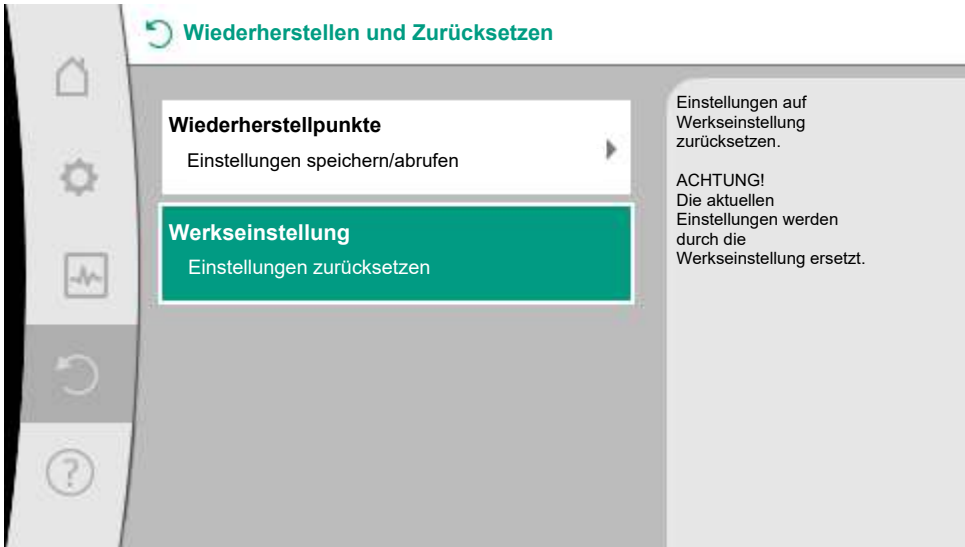 Wiederherstellen und Zurücksetzen
Wiederherstellpunkte
Einstellungen speichern/abrufen
Werkseinstellung
Einstellungen zurücksetzen
Einstellungen auf
Werkseinstellung
zurücksetzen.
ACHTUNG!
Die aktuellen
Einstellungen werden
durch die
Werkseinstellung ersetzt.
?